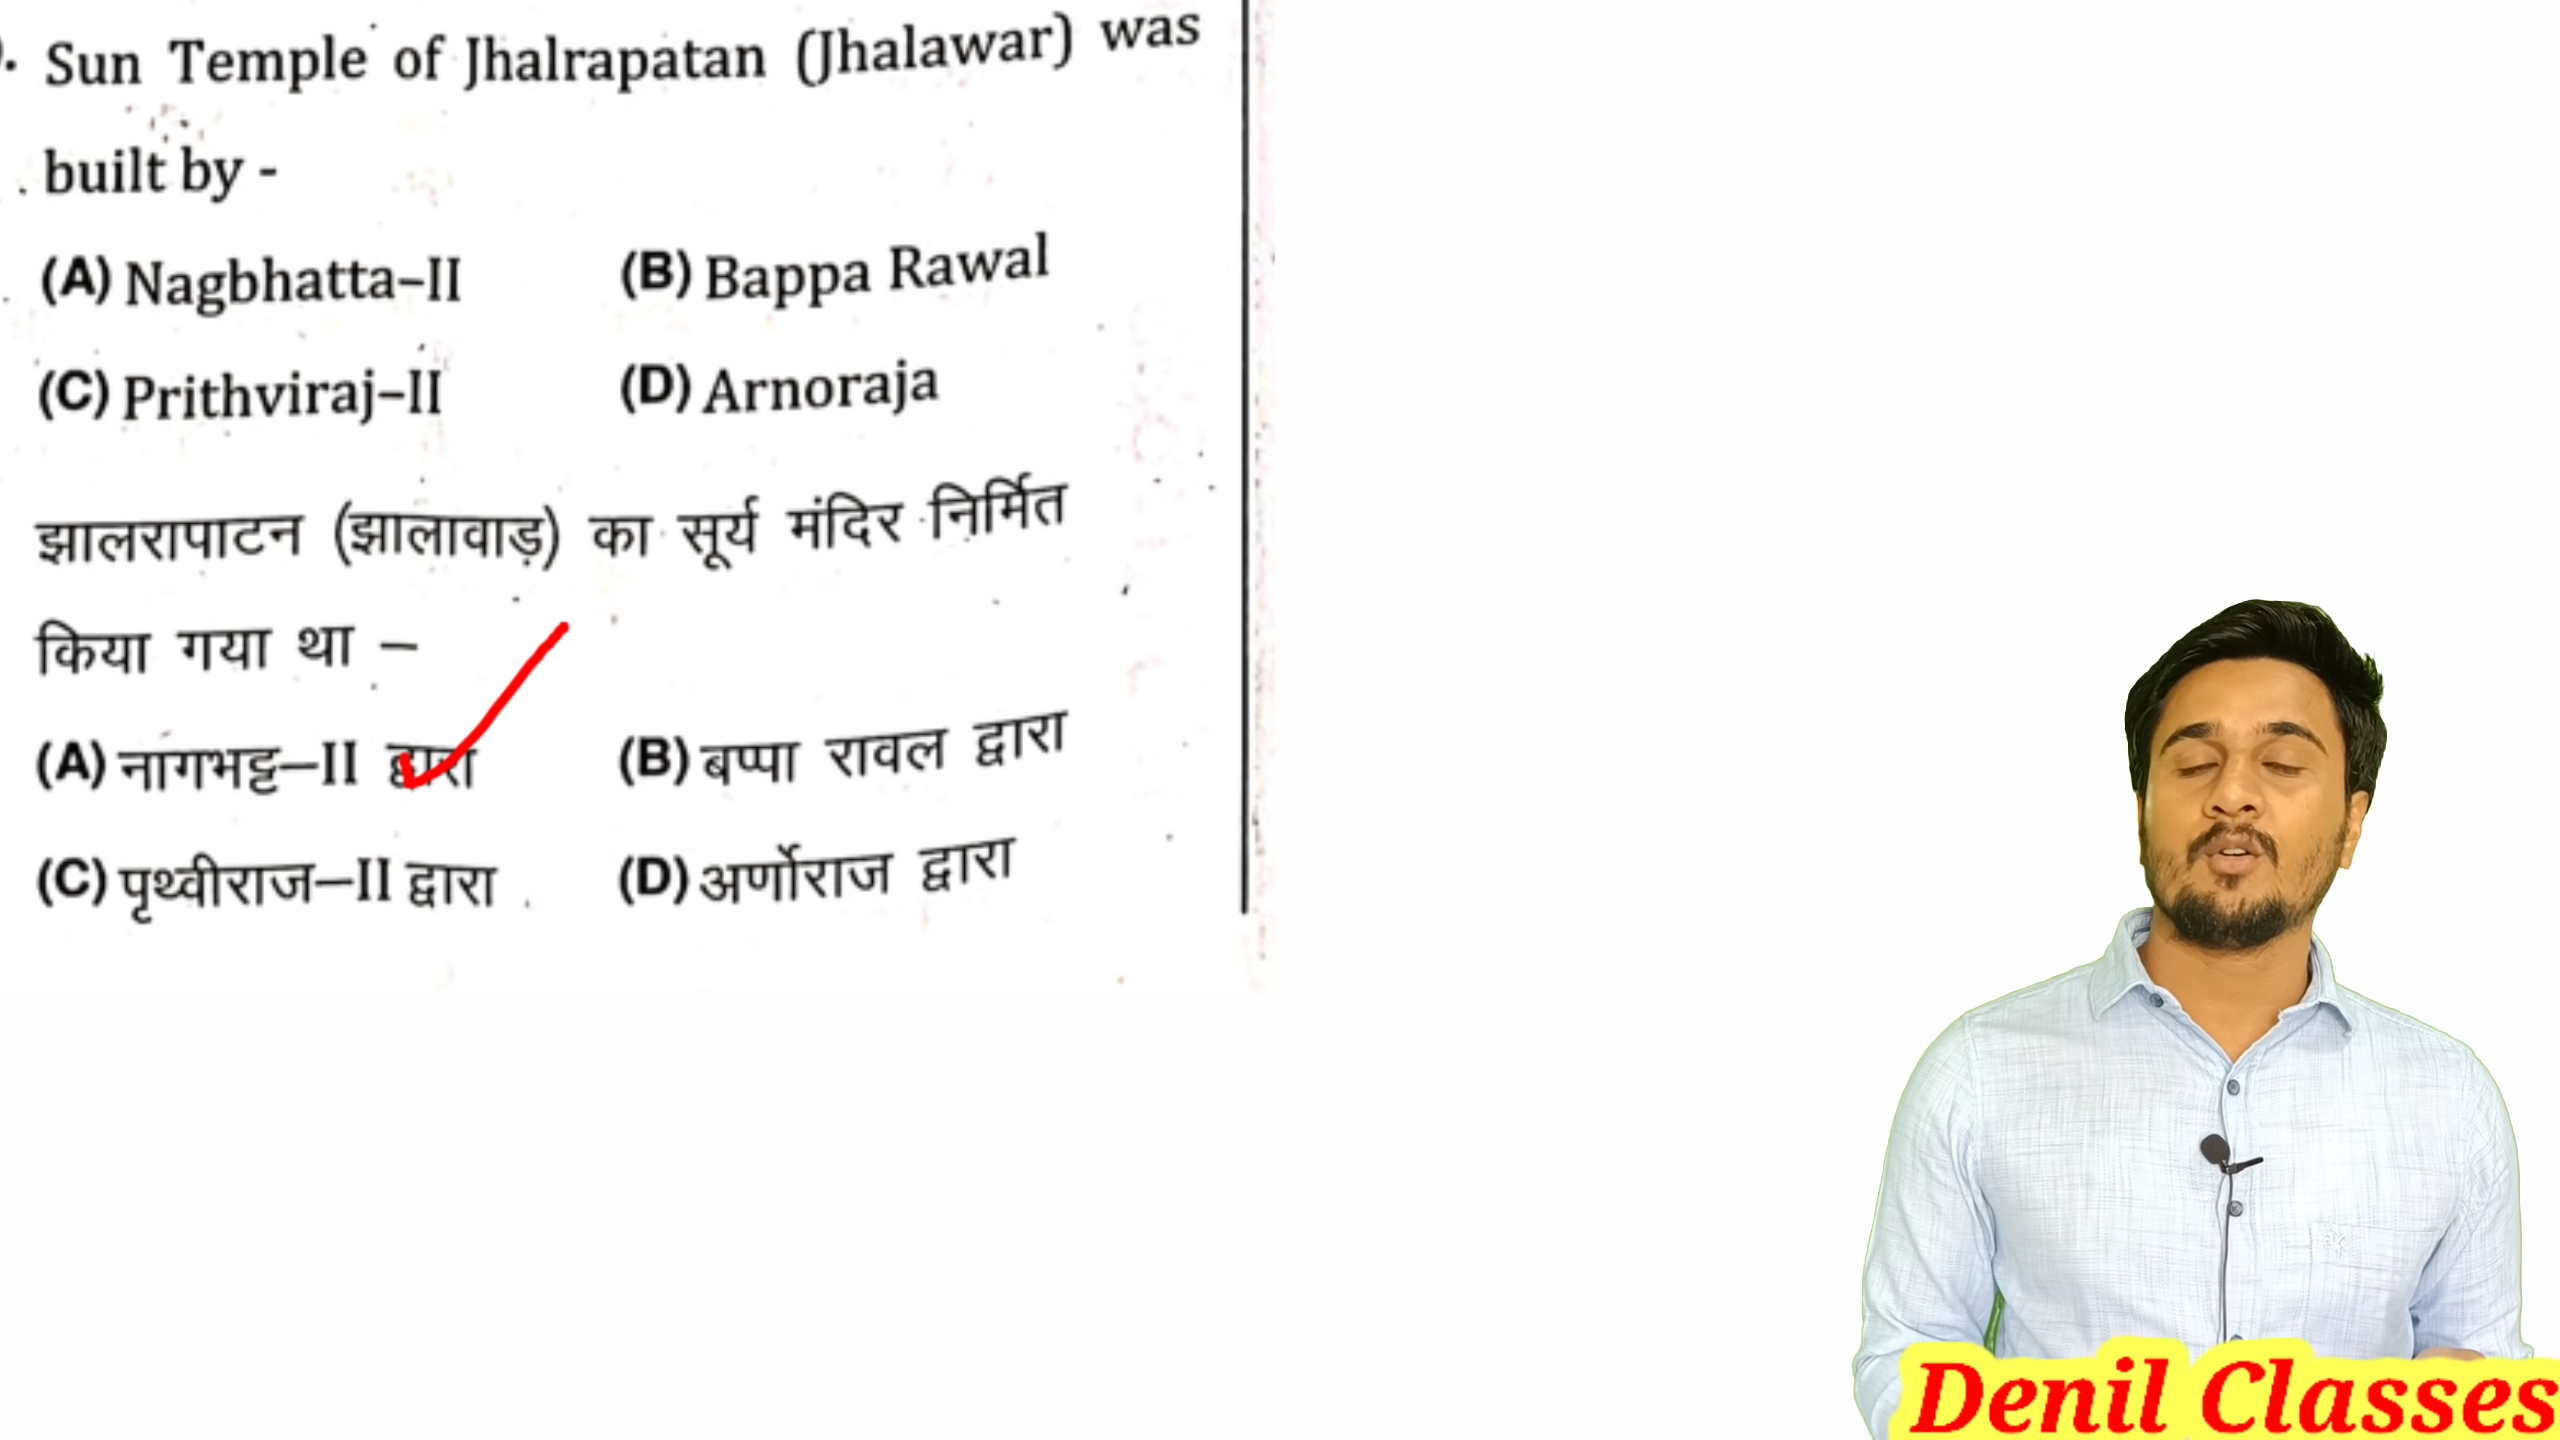 . Sun Temple of Jhalrapatan (Jhalawar) was
built by -
(A) Nagbhatta–II (B) Bappa Rawal
(C) Prithviraj–II (D) Arnoraja
झालरापाटन (झालावाड़) का सूर्य मंदिर निर्मित
किया गया था –
(A) नागभट्ट–II द्वारा (B) बप्पा रावल द्वारा
(C) पृथ्वीराज–II द्वारा (D) अर्णोराज द्वारा
Denil Classes